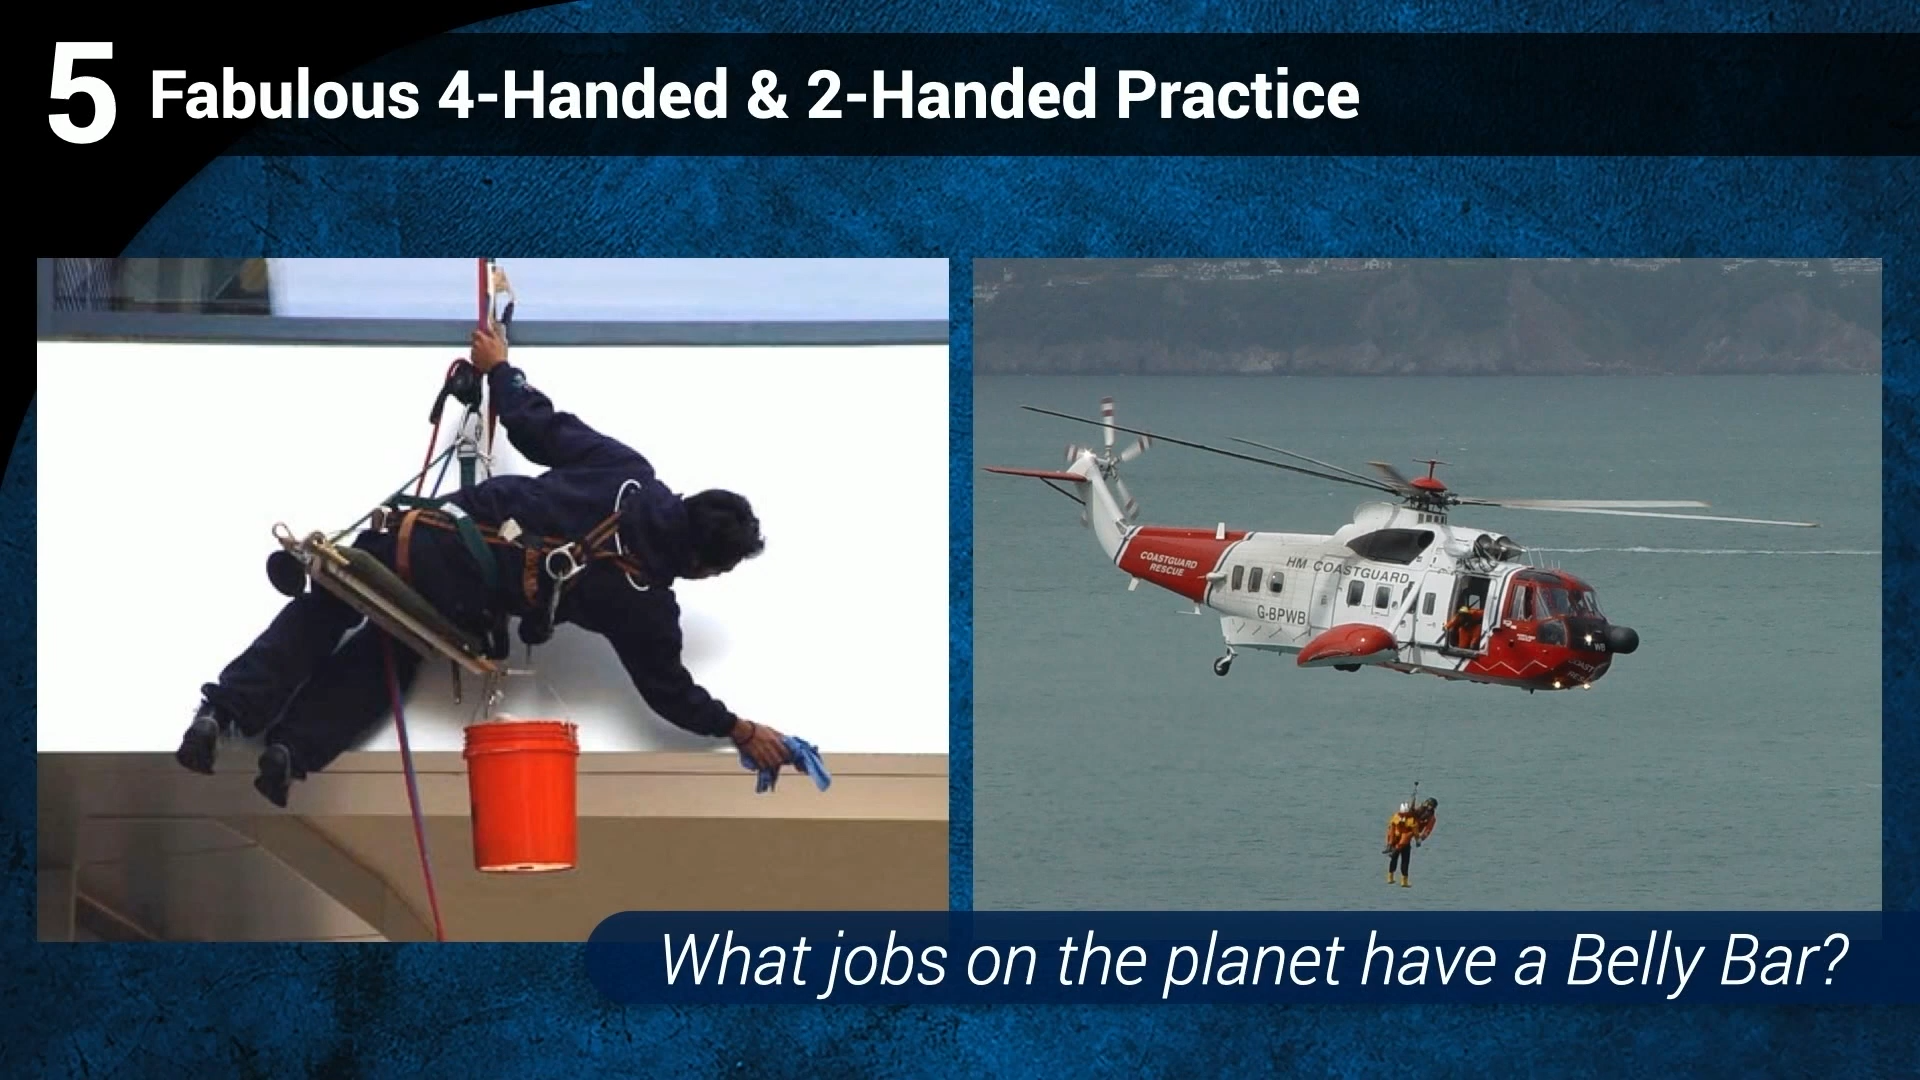 5 Fabulous 4-Handed & 2-Handed Practice
COASTGUARD
RESCUE
HM COASTGUARD
G-BPWB
WB
What jobs on the planet have a Belly Bar?